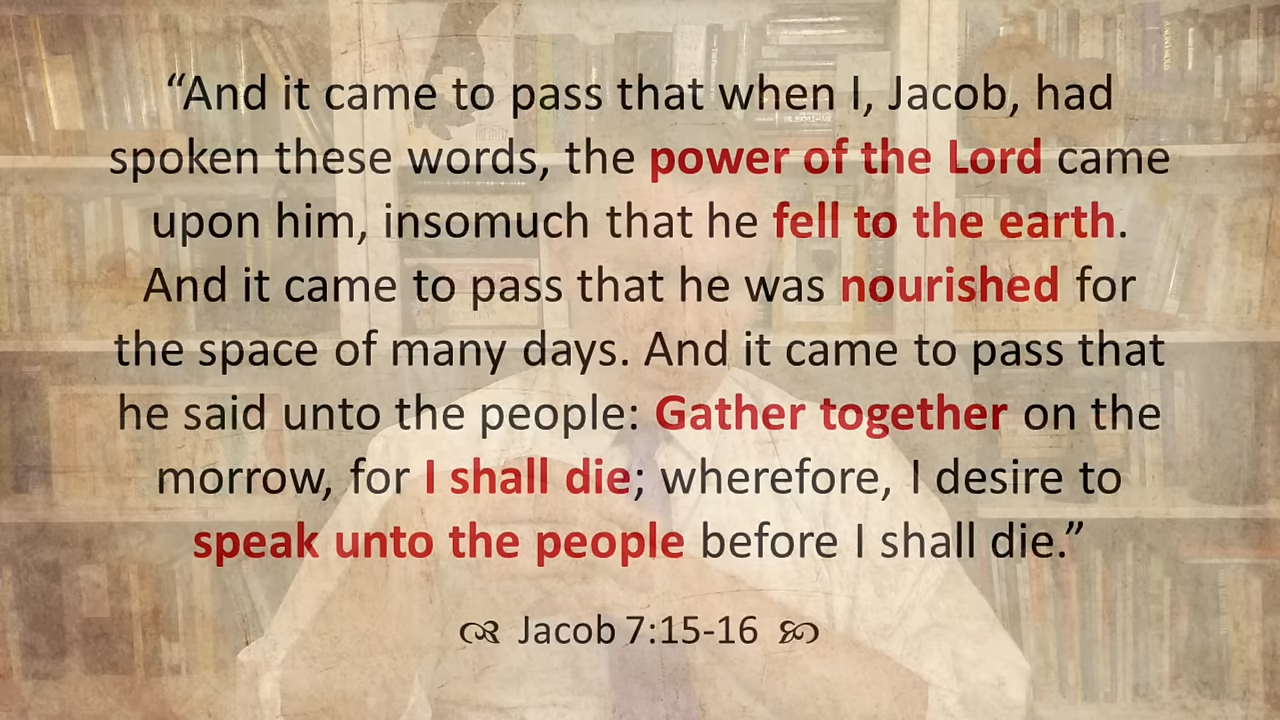 “And it came to pass that when I, Jacob, had
spoken these words, the power of the Lord came
upon him, insomuch that he fell to the earth.
And it came to pass that he was nourished for
the space of many days. And it came to pass that
he said unto the people: Gather together on the
morrow, for I shall die; wherefore, I desire to
speak unto the people before I shall die.”
Jacob 7:15-16